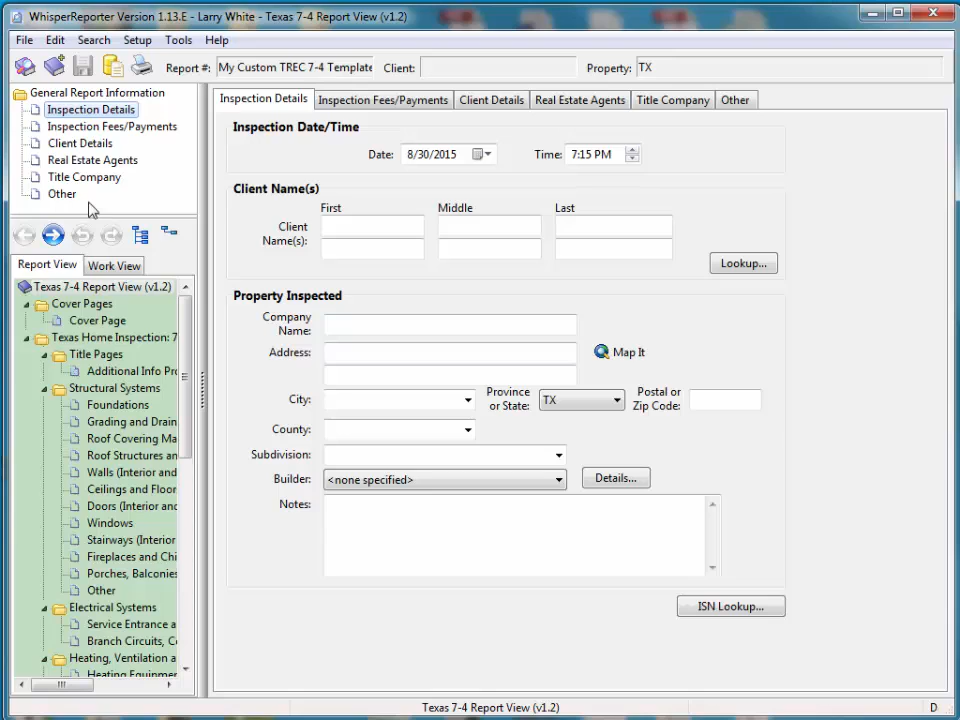 WhisperReporter Version 1.13.E - Larry White - Texas 7-4 Report View (v1.2)
File Edit Search Setup Tools Help
Report #: My Custom TREC 7-4 Template Client: Property: TX
General Report Information
Inspection Details
Inspection Fees/Payments
Client Details
Real Estate Agents
Title Company
Other
Report View Work View
Texas 7-4 Report View (v1.2)
Cover Pages
Cover Page
Texas Home Inspection: 7
Title Pages
Additional Info Pr
Structural Systems
Foundations
Grading and Drain
Roof Covering Ma
Roof Structures an
Walls (Interior and
Ceilings and Floor
Doors (Interior and
Windows
Stairways (Interior
Fireplaces and Chi
Porches, Balconies
Other
Electrical Systems
Service Entrance a
Branch Circuits, C
Heating, Ventilation a
Heating Equipmer
Inspection Details Inspection Fees/Payments Client Details Real Estate Agents Title Company Other
Inspection Date/Time
Date: 8/30/2015 Time: 7:15 PM
Client Name(s)
First Middle Last
Client
Name(s):
Lookup...
Property Inspected
Company
Name:
Address: Map It
City: Province
or State: TX Postal or
Zip Code:
County:
Subdivision:
Builder: <none specified> Details...
Notes:
ISN Lookup...
Texas 7-4 Report View (v1.2) D